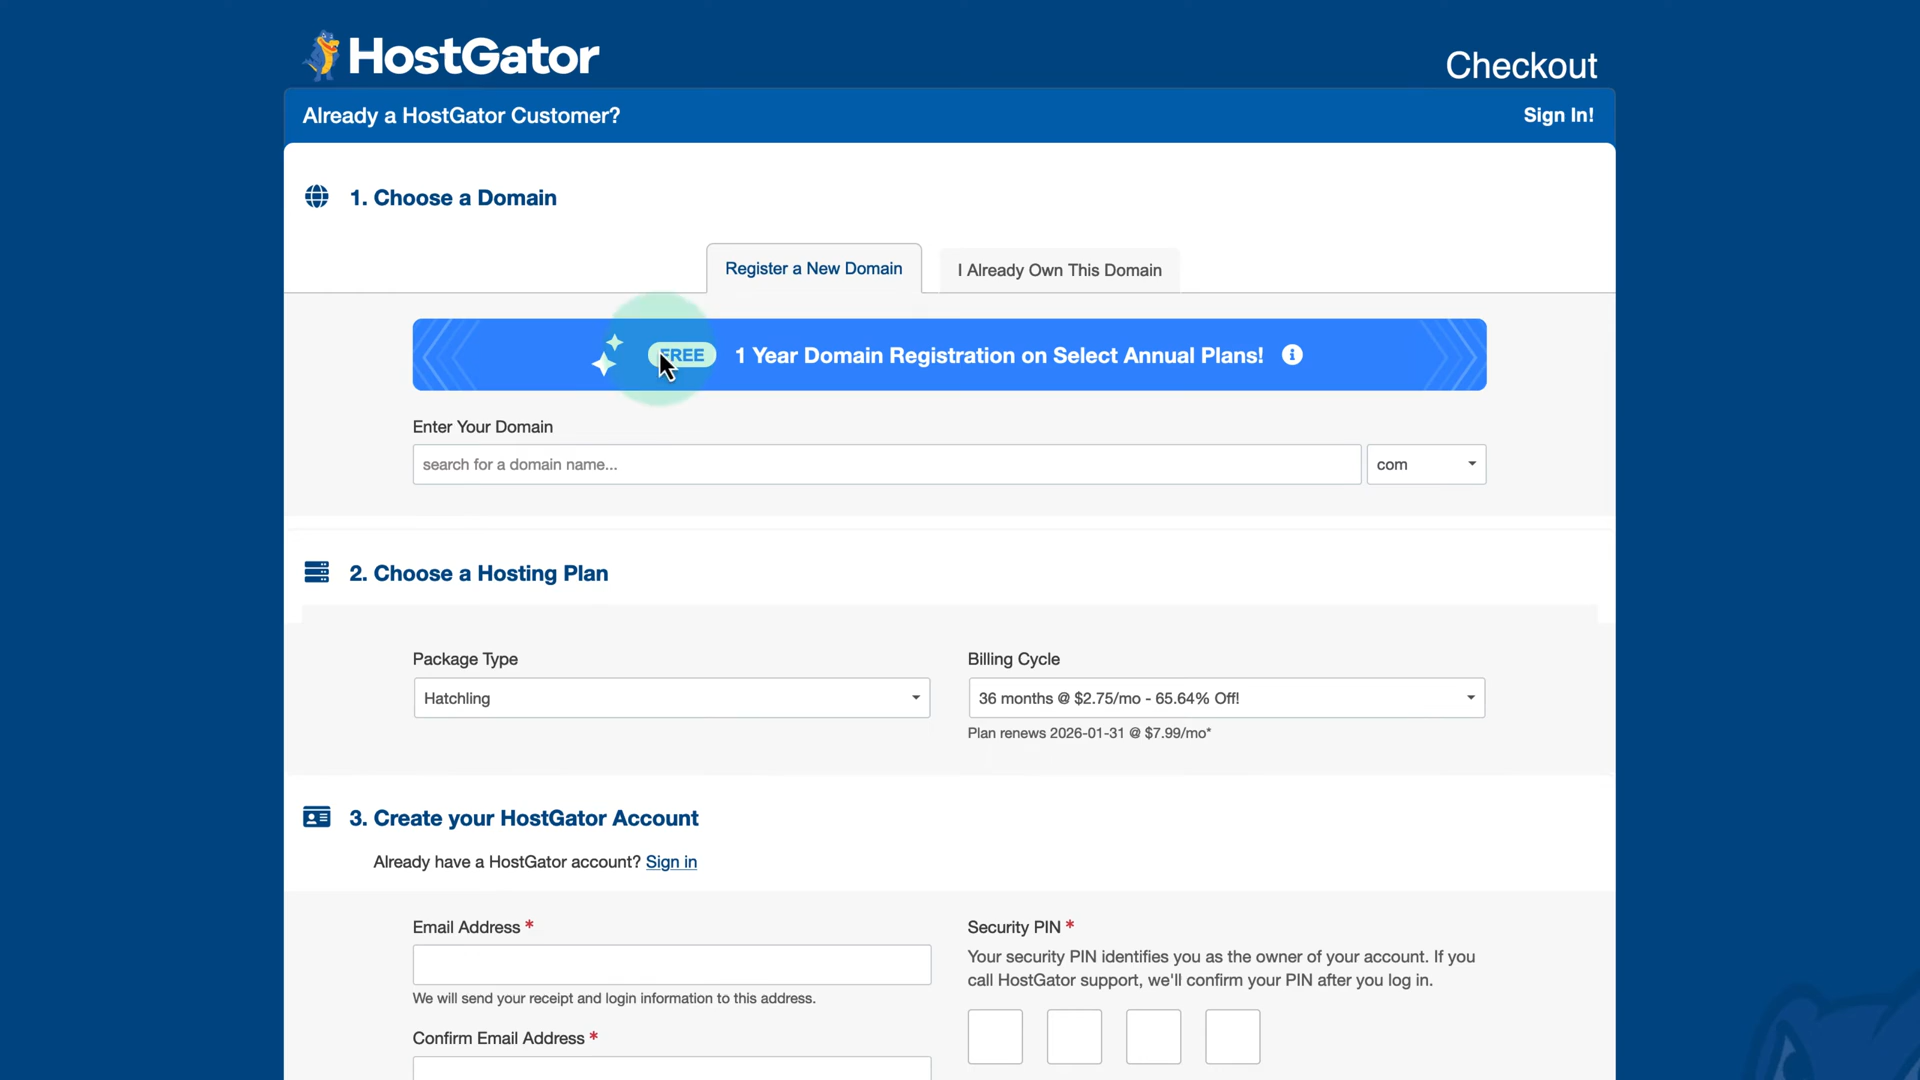 HostGator
Checkout
Already a HostGator Customer?
Sign In!
1. Choose a Domain
Register a New Domain
I Already Own This Domain
FREE
1 Year Domain Registration on Select Annual Plans!
Enter Your Domain
search for a domain name...
com
2. Choose a Hosting Plan
Package Type
Billing Cycle
Hatchling
36 months @ $2.75/mo - 65.64% Off!
Plan renews 2026-01-31 @ $7.99/mo*
3. Create your HostGator Account
Already have a HostGator account? Sign in
Email Address *
We will send your receipt and login information to this address.
Confirm Email Address *
Security PIN *
Your security PIN identifies you as the owner of your account. If you
call HostGator support, we'll confirm your PIN after you log in.